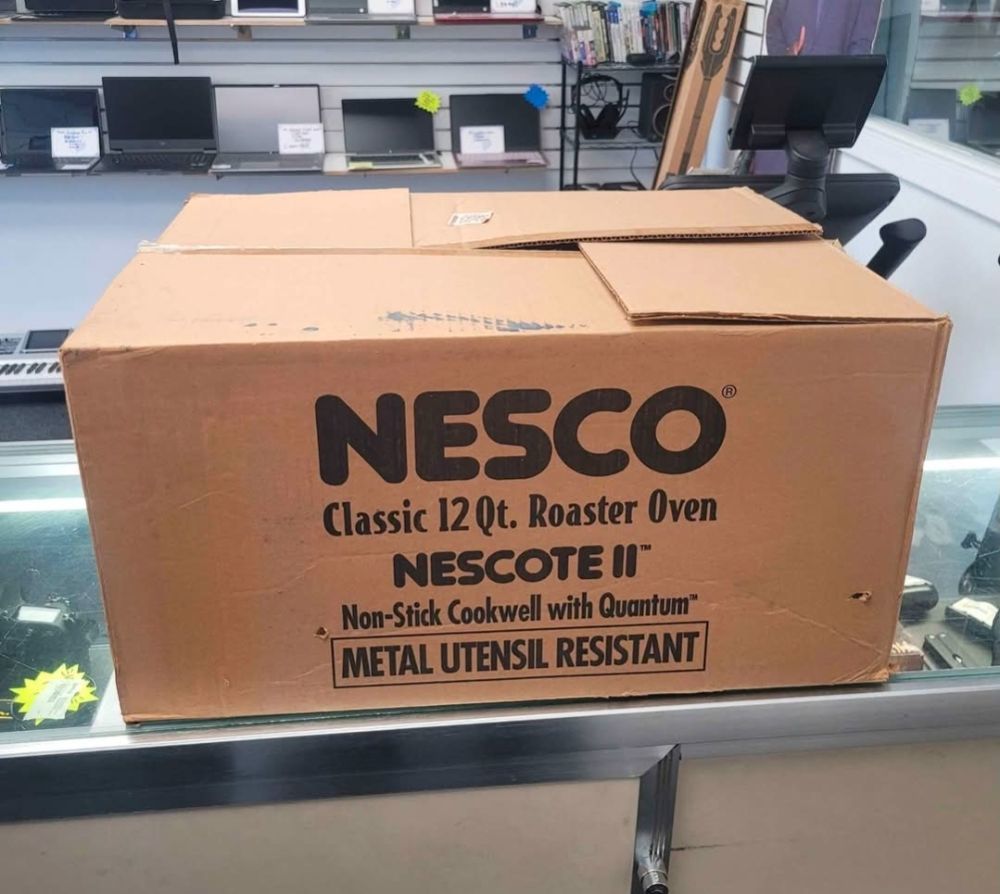 NESCO®
Classic 12 Qt. Roaster Oven
NESCOTE II™
Non-Stick Cookwell with Quantum™
METAL UTENSIL RESISTANT